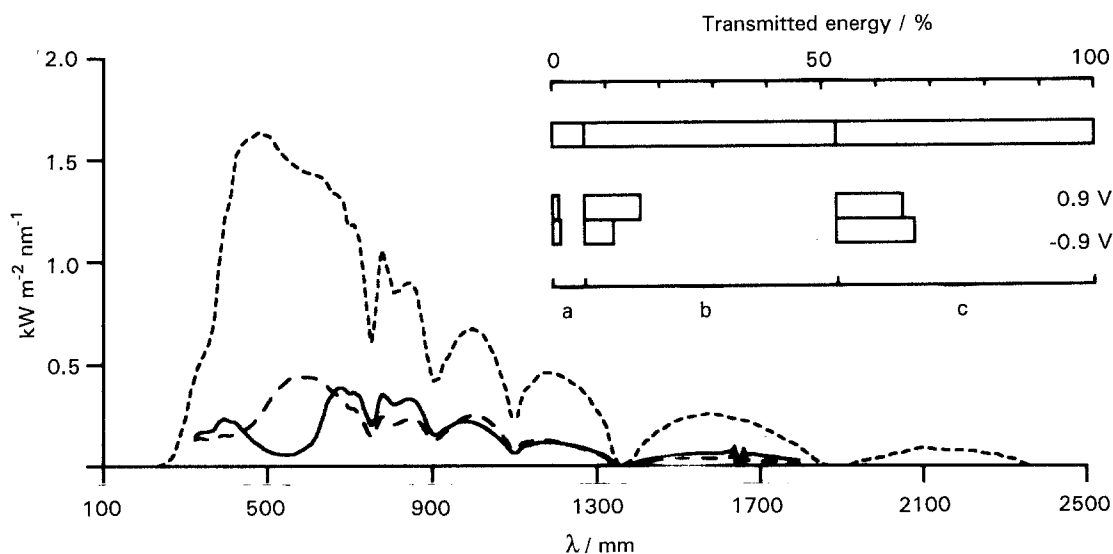 Transmitted energy / %
0 50 100
0.9 V
-0.9 V
a b c
2.0
1.5
1.0
0.5
kW m⁻² nm⁻¹
100 500 900 1300 1700 2100 2500
λ / mm